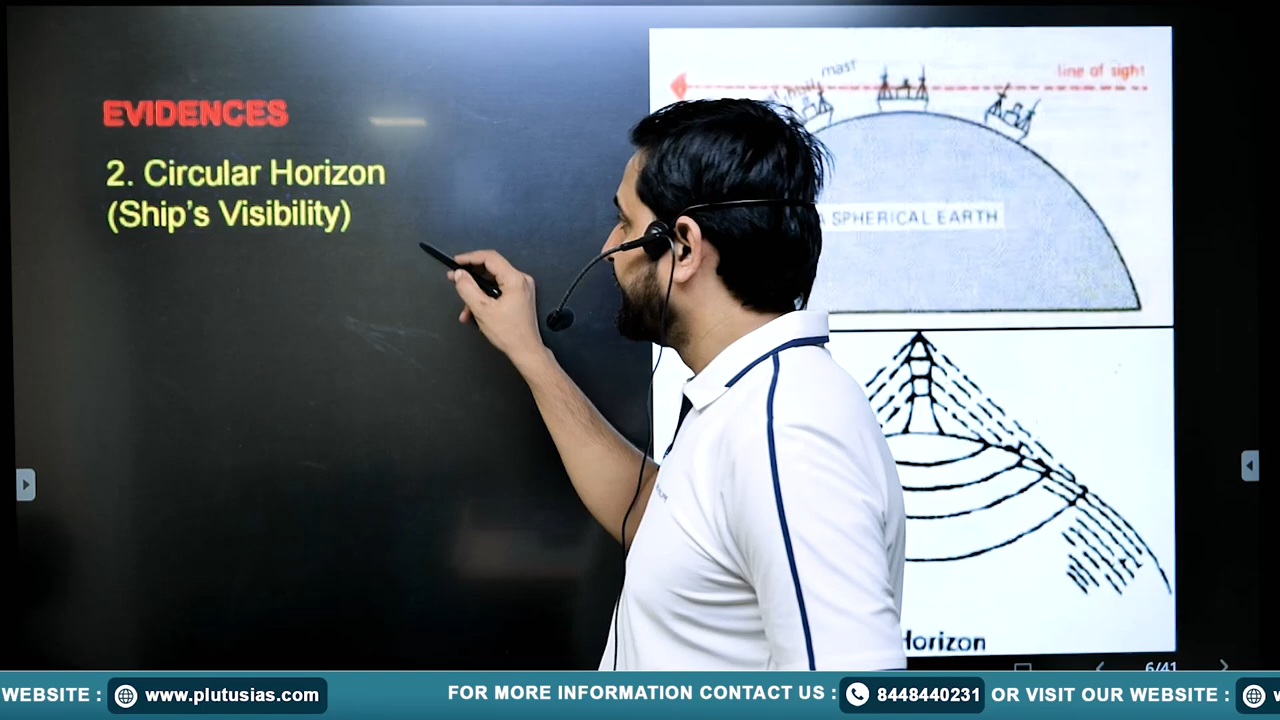 EVIDENCES
2. Circular Horizon
(Ship's Visibility)
mast
line of sight
A SPHERICAL EARTH
Horizon
6/41
WEBSITE : www.plutusias.com
FOR MORE INFORMATION CONTACT US : 8448440231 OR VISIT OUR WEBSITE :